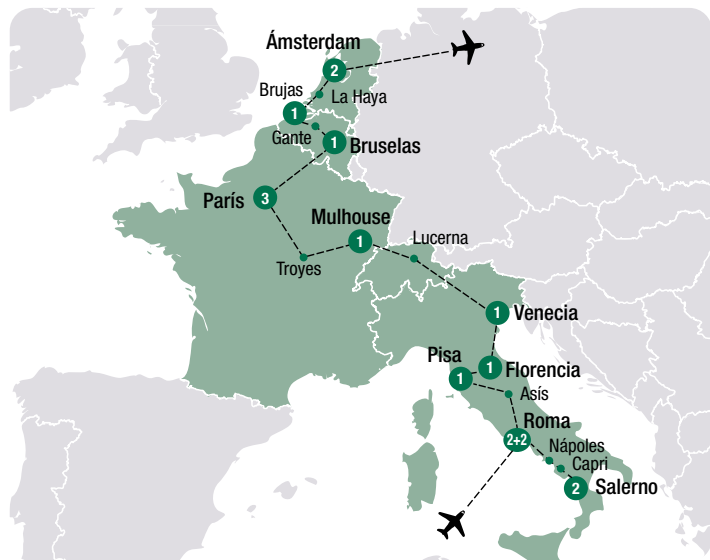 Ámsterdam
2
Brujas
La Haya
1
Gante
1
Bruselas
París
3
Mulhouse
1
Lucerna
Troyes
1
Venecia
Pisa
1
Florencia
1
Asís
Roma
2+2
Nápoles
Capri
2
Salerno